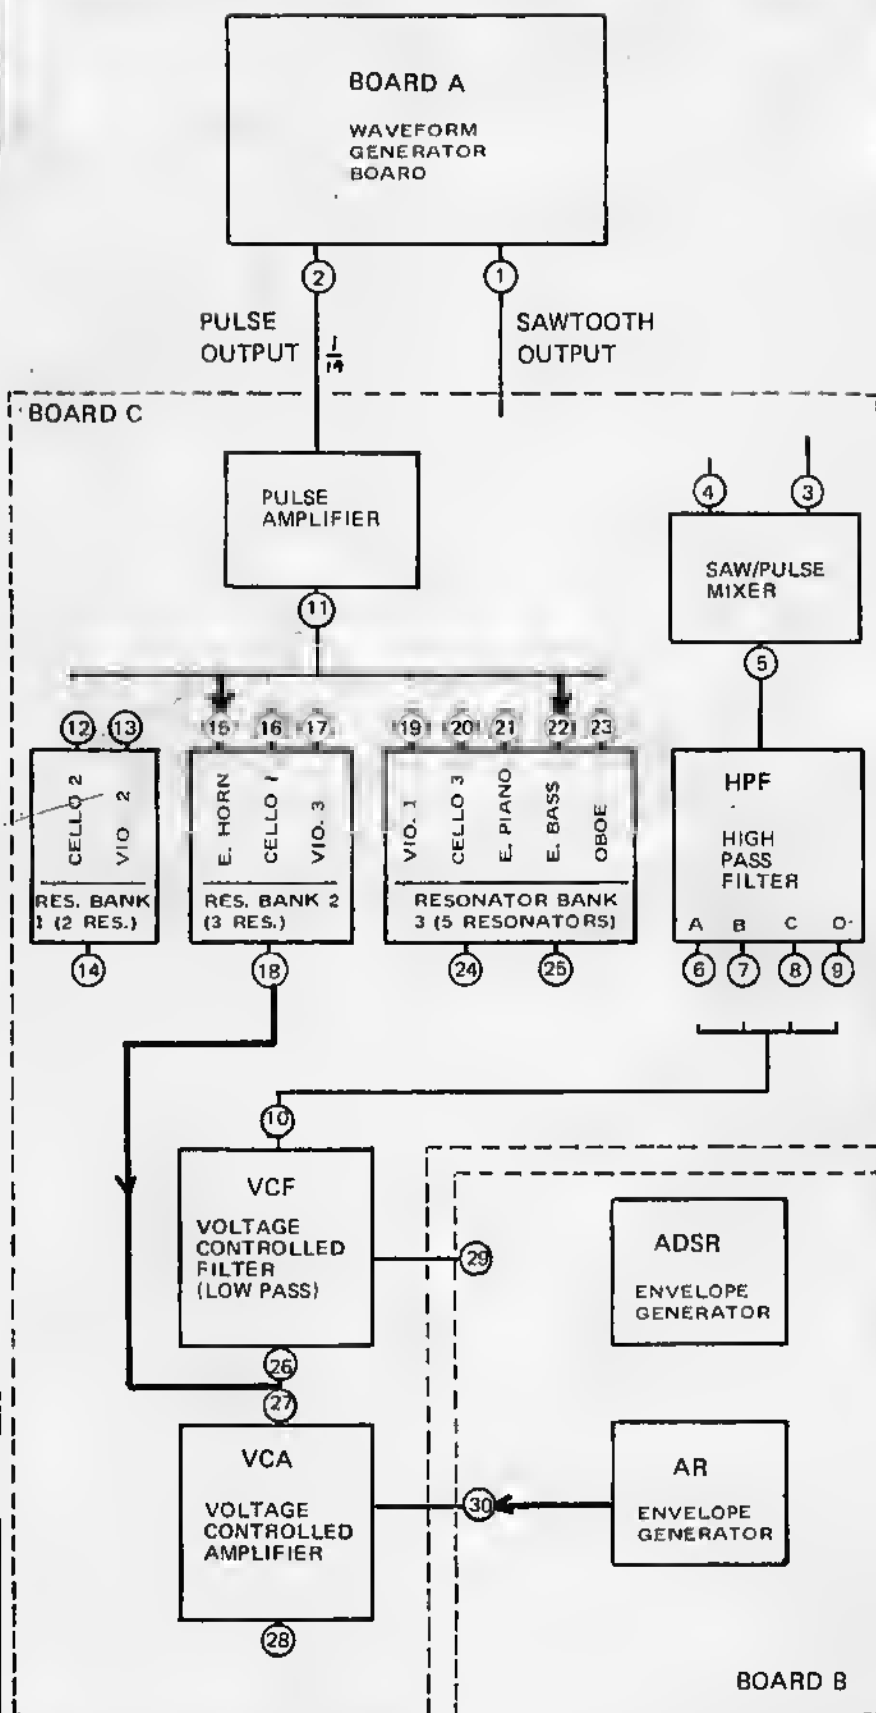 BOARD A
WAVEFORM
GENERATOR
BOARD
2
1
PULSE
OUTPUT
SAWTOOTH
OUTPUT
BOARD C
PULSE
AMPLIFIER
4
3
SAW/PULSE
MIXER
11
5
12
13
15
16
17
19
20
21
22
23
CELLO 2
VIO 2
E. HORN
CELLO 1
VIO. 3
VIO. 1
CELLO 3
E. PIANO
E. BASS
OBOE
RES. BANK
1 (2 RES.)
RES. BANK 2
(3 RES.)
RESONATOR BANK
3 (5 RESONATORS)
HPF
HIGH
PASS
FILTER
A B C D
14
18
24
25
6
7
8
9
10
VCF
VOLTAGE
CONTROLLED
FILTER
(LOW PASS)
29
ADSR
ENVELOPE
GENERATOR
26
27
VCA
VOLTAGE
CONTROLLED
AMPLIFIER
30
AR
ENVELOPE
GENERATOR
28
BOARD B